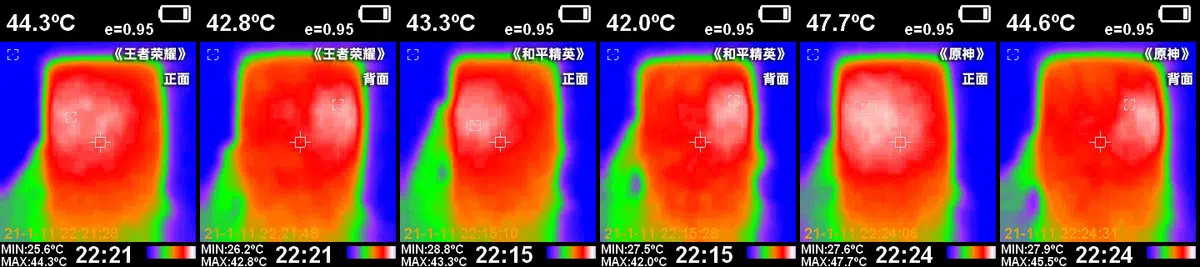 44.3ºC
e=0.95
《王者荣耀》
正面
21-1-11 22:21:28
MIN:25.6ºC
MAX:44.3ºC
22:21
42.8ºC
e=0.95
《王者荣耀》
背面
21-1-11 22:21:48
MIN:26.2ºC
MAX:42.8ºC
22:21
43.3ºC
e=0.95
《和平精英》
正面
21-1-11 22:15:10
MIN:28.8ºC
MAX:43.3ºC
22:15
42.0ºC
e=0.95
《和平精英》
背面
21-1-11 22:15:28
MIN:27.5ºC
MAX:42.0ºC
22:15
47.7ºC
e=0.95
《原神》
正面
21-1-11 22:24:06
MIN:27.6ºC
MAX:47.7ºC
22:24
44.6ºC
e=0.95
《原神》
背面
21-1-11 22:24:31
MIN:27.9ºC
MAX:45.5ºC
22:24